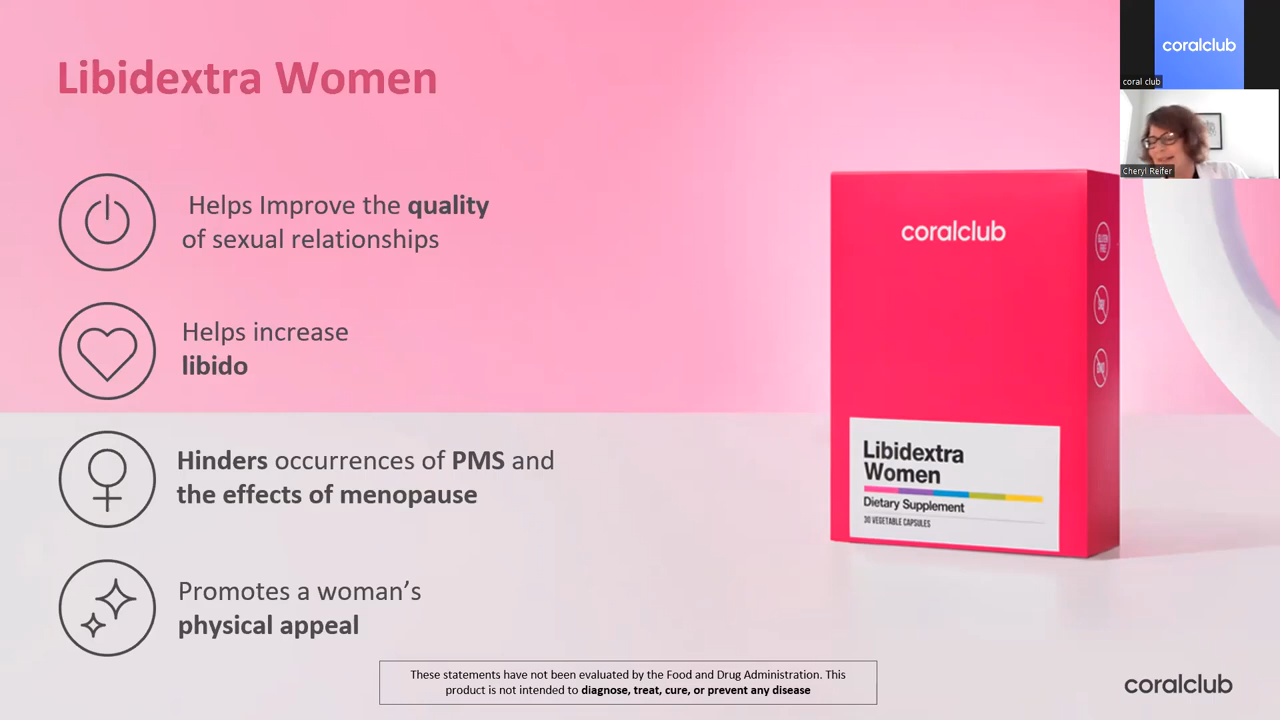 Libidextra Women
Helps Improve the quality
of sexual relationships
Helps increase
libido
Hinders occurrences of PMS and
the effects of menopause
Promotes a woman’s
physical appeal
coralclub
Libidextra
Women
Dietary Supplement
30 VEGETABLE CAPSULES
These statements have not been evaluated by the Food and Drug Administration. This
product is not intended to diagnose, treat, cure, or prevent any disease
coralclub
coralclub
coral club
Cheryl Reifer